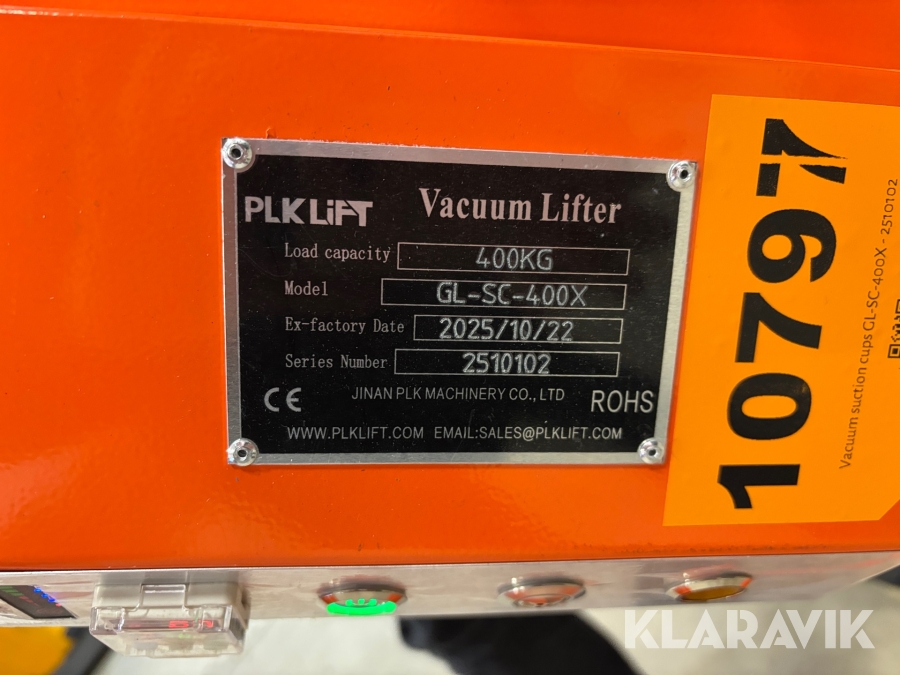 PLK LiFT
Vacuum Lifter
Load capacity 400KG
Model GL-SC-400X
Ex-factory Date 2025/10/22
Series Number 2510102
CE JINAN PLK MACHINERY CO., LTD ROHS
WWW.PLKLIFT.COM EMAIL:SALES@PLKLIFT.COM
10797
Vacuum suction cups GL-SC-400X - 2510102
KLARAVIK